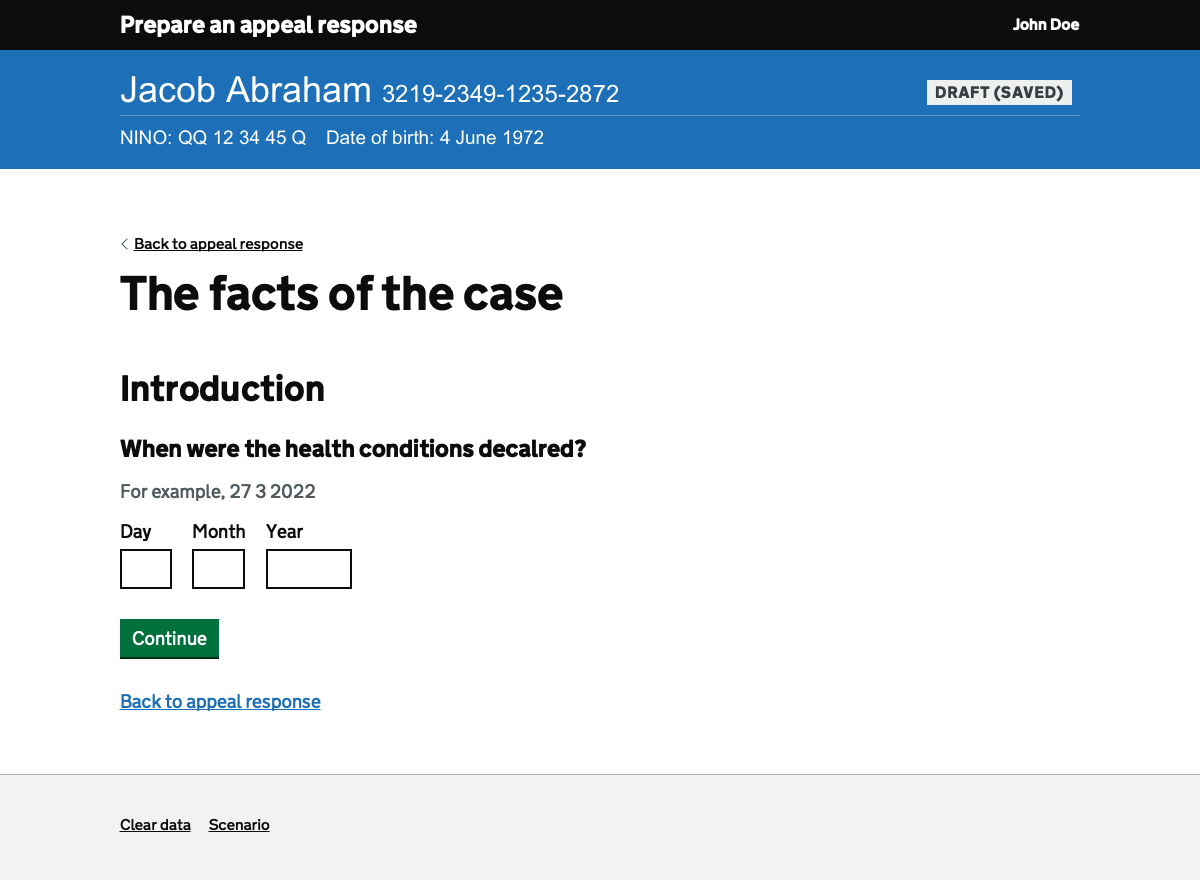 Prepare an appeal response John Doe
Jacob Abraham 3219-2349-1235-2872 DRAFT (SAVED)
NINO: QQ 12 34 45 Q Date of birth: 4 June 1972
Back to appeal response
The facts of the case
Introduction
When were the health conditions decalred?
For example, 27 3 2022
Day Month Year
Continue
Back to appeal response
Clear data Scenario